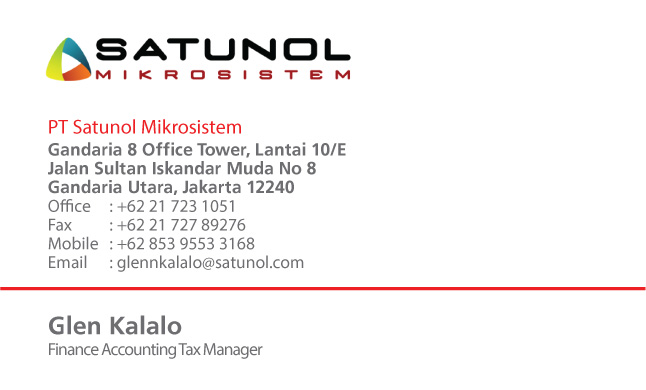 SATUNOL
MIKROSISTEM
PT Satunol Mikrosistem
Gandaria 8 Office Tower, Lantai 10/E
Jalan Sultan Iskandar Muda No 8
Gandaria Utara, Jakarta 12240
Office : +62 21 723 1051
Fax : +62 21 727 89276
Mobile : +62 853 9553 3168
Email : glennkalalo@satunol.com
Glen Kalalo
Finance Accounting Tax Manager